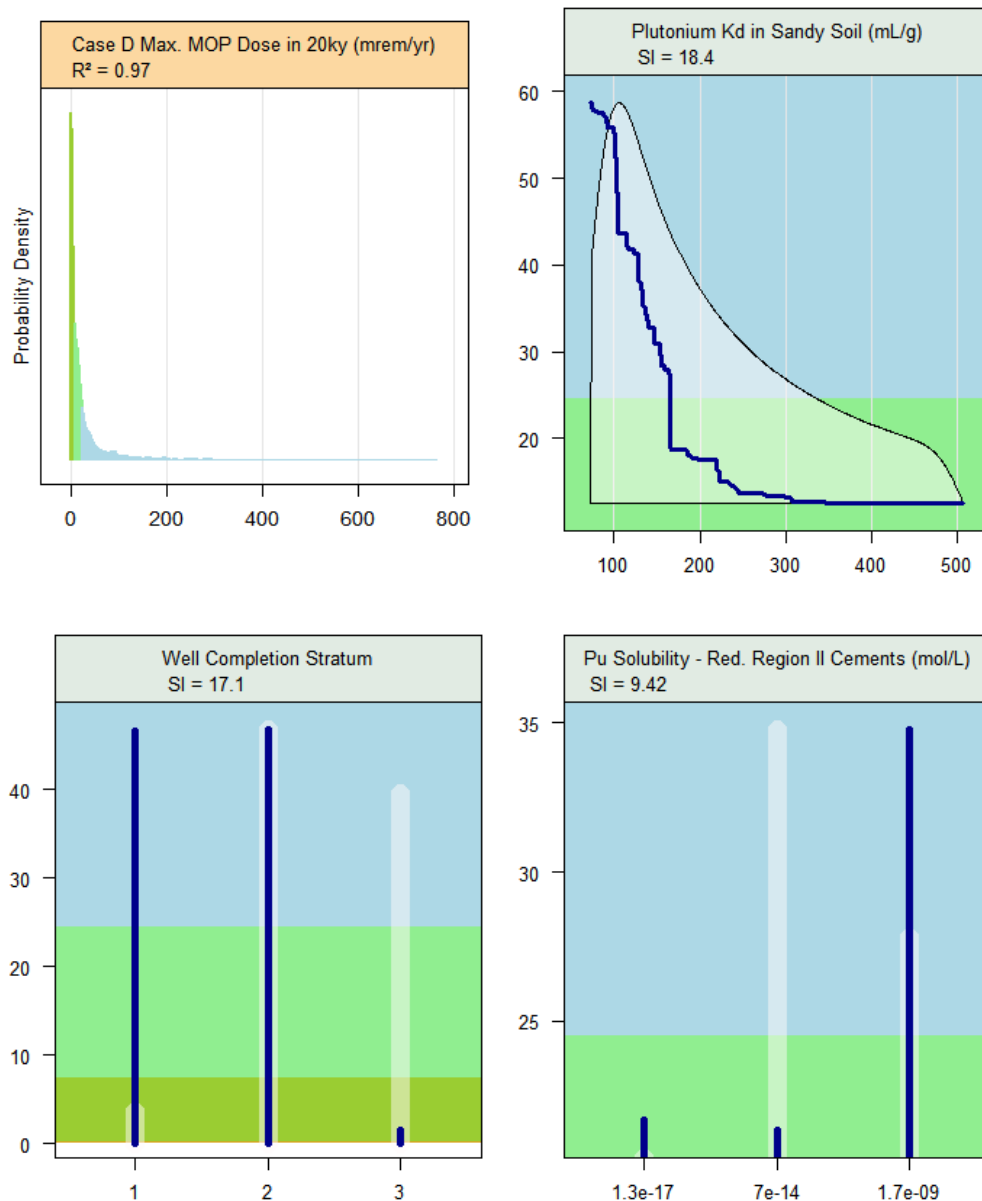 Case D Max. MOP Dose in 20ky (mrem/yr)
R² = 0.97
Probability Density
0 200 400 600 800
Plutonium Kd in Sandy Soil (mL/g)
SI = 18.4
60
50
40
30
20
100 200 300 400 500
Well Completion Stratum
SI = 17.1
40
30
20
10
0
1 2 3
Pu Solubility - Red. Region II Cements (mol/L)
SI = 9.42
35
30
25
1.3e-17 7e-14 1.7e-09